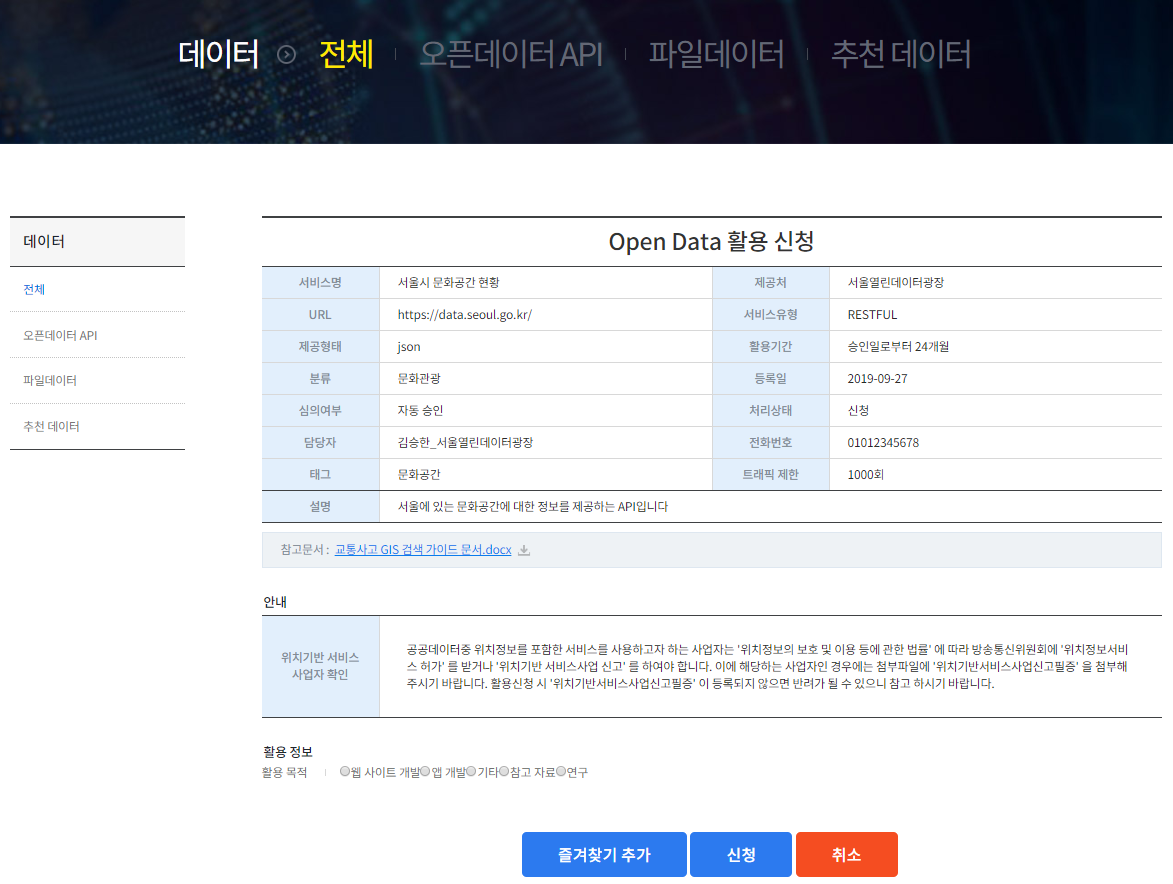 데이터 전체 오픈데이터 API 파일데이터 추천 데이터
데이터
전체
오픈데이터 API
파일데이터
추천 데이터
Open Data 활용 신청
서비스명 서울시 문화공간 현황 제공처 서울열린데이터광장
URL https://data.seoul.go.kr/ 서비스유형 RESTFUL
제공형태 json 활용기간 승인일로부터 24개월
분류 문화관광 등록일 2019-09-27
심의여부 자동 승인 처리상태 신청
담당자 김승한_서울열린데이터광장 전화번호 01012345678
태그 문화공간 트래픽 제한 1000회
설명 서울에 있는 문화공간에 대한 정보를 제공하는 API입니다
참고문서 : 교통사고 GIS 검색 가이드 문서.docx
안내
위치기반 서비스
사업자 확인
공공데이터중 위치정보를 포함한 서비스를 사용하고자 하는 사업자는 '위치정보의 보호 및 이용 등에 관한 법률' 에 따라 방송통신위원회에 '위치정보서비
스 허가' 를 받거나 '위치기반 서비스사업 신고' 를 하여야 합니다. 이에 해당하는 사업자인 경우에는 첨부파일에 '위치기반서비스사업신고필증' 을 첨부해
주시기 바랍니다. 활용신청 시 '위치기반서비스사업신고필증' 이 등록되지 않으면 반려가 될 수 있으니 참고 하시기 바랍니다.
활용 정보
활용 목적 웹 사이트 개발 앱 개발 기타 참고 자료 연구
즐겨찾기 추가 신청 취소